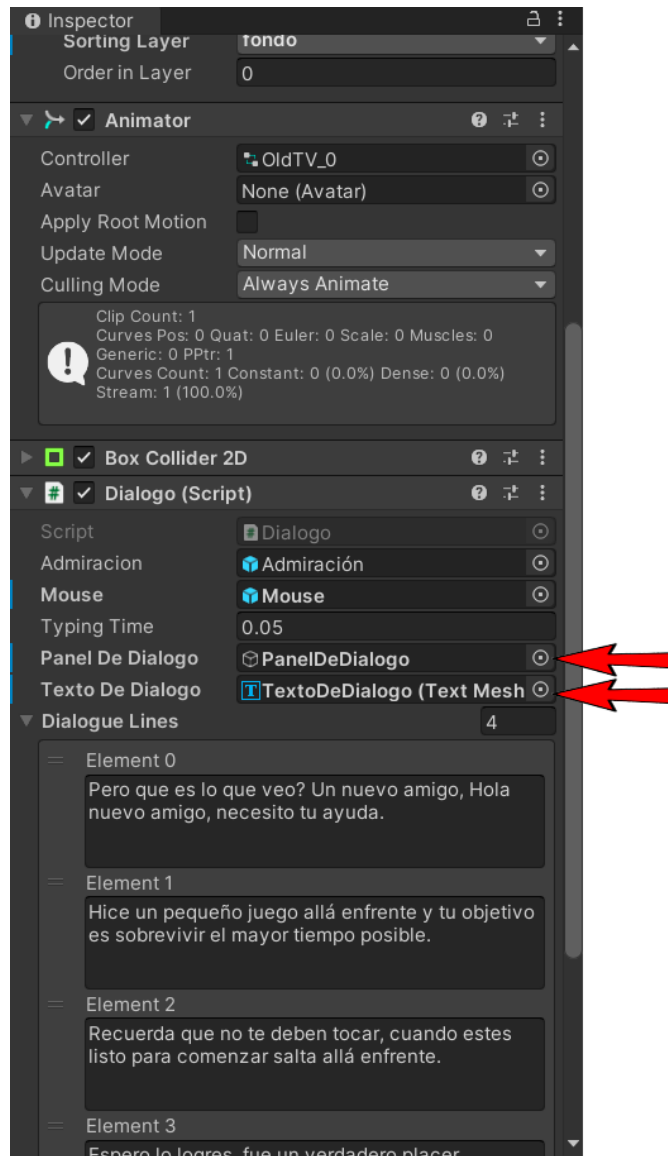 Inspector
Sorting Layer fondo
Order in Layer 0
Animator
Controller OldTV_0
Avatar None (Avatar)
Apply Root Motion
Update Mode Normal
Culling Mode Always Animate
Clip Count: 1
Curves Pos: 0 Quat: 0 Euler: 0 Scale: 0 Muscles: 0
Generic: 0 PPtr: 1
Curves Count: 1 Constant: 0 (0.0%) Dense: 0 (0.0%)
Stream: 1 (100.0%)
Box Collider 2D
# Dialogo (Script)
Script Dialogo
Admiracion Admiración
Mouse Mouse
Typing Time 0.05
Panel De Dialogo PanelDeDialogo
Texto De Dialogo TextoDeDialogo (Text Mesh
Dialogue Lines 4
Element 0
Pero que es lo que veo? Un nuevo amigo, Hola
nuevo amigo, necesito tu ayuda.
Element 1
Hice un pequeño juego allá enfrente y tu objetivo
es sobrevivir el mayor tiempo posible.
Element 2
Recuerda que no te deben tocar, cuando estes
listo para comenzar salta allá enfrente.
Element 3
Espero lo logres, fue un verdadero placer